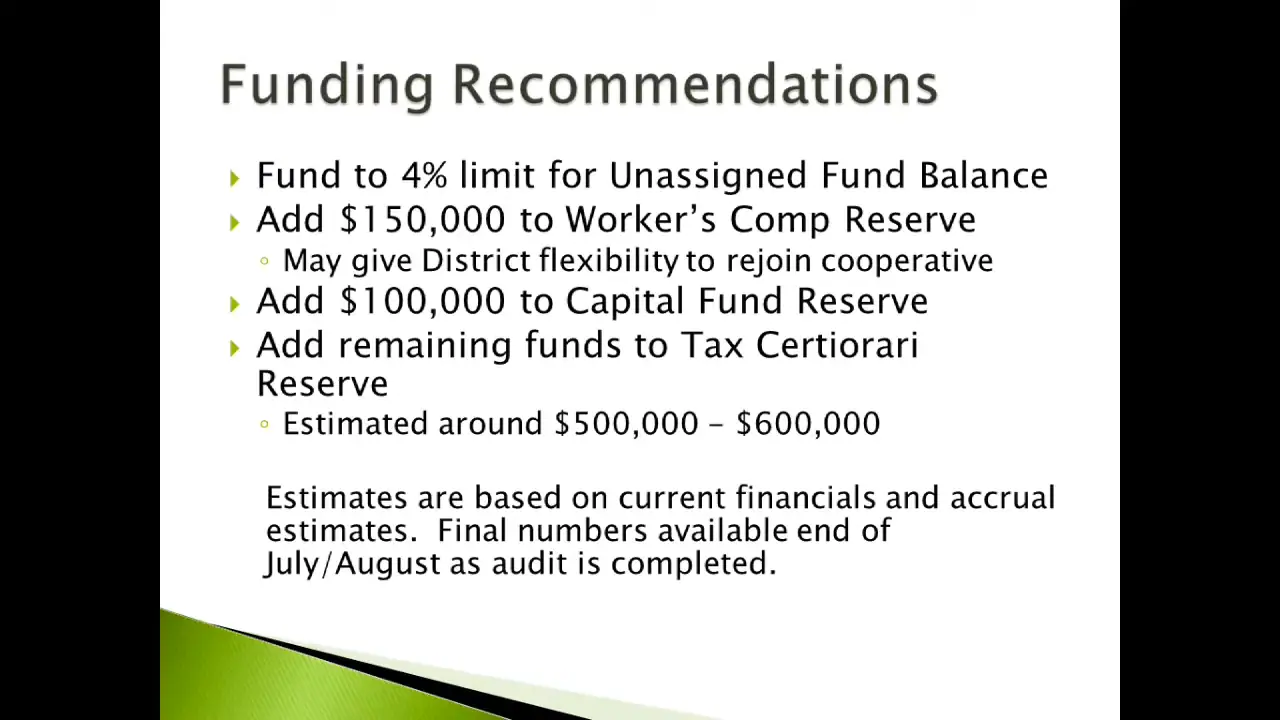 Funding Recommendations
Fund to 4% limit for Unassigned Fund Balance
Add $150,000 to Worker’s Comp Reserve
May give District flexibility to rejoin cooperative
Add $100,000 to Capital Fund Reserve
Add remaining funds to Tax Certiorari
Reserve
Estimated around $500,000 – $600,000
Estimates are based on current financials and accrual
estimates.  Final numbers available end of
July/August as audit is completed.